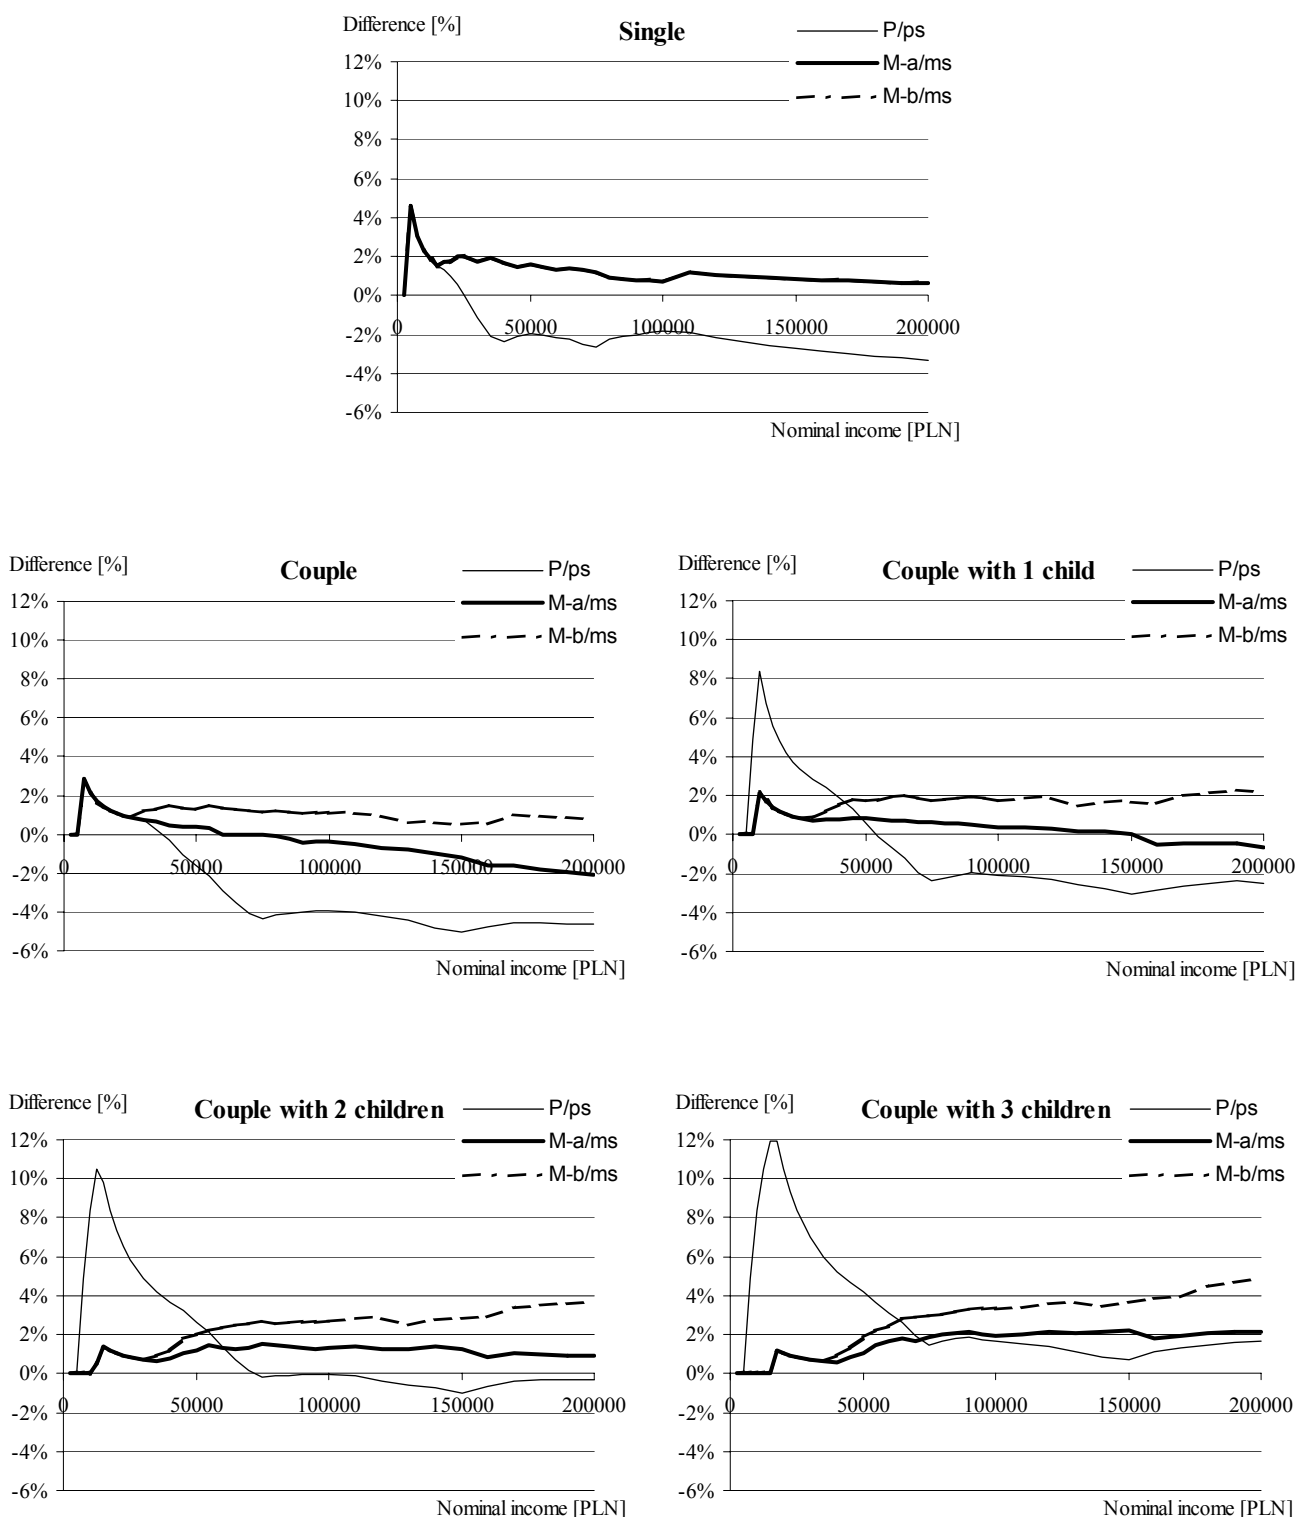 Difference [%]
Single
P/ps
M-a/ms
M-b/ms
12%
10%
8%
6%
4%
2%
0%
-2%
-4%
-6%
0 50000 100000 150000 200000
Nominal income [PLN]
Difference [%]
Couple
P/ps
M-a/ms
M-b/ms
12%
10%
8%
6%
4%
2%
0%
-2%
-4%
-6%
0 50000 100000 150000 200000
Nominal income [PLN]
Difference [%]
Couple with 1 child
P/ps
M-a/ms
M-b/ms
12%
10%
8%
6%
4%
2%
0%
-2%
-4%
-6%
0 50000 100000 150000 200000
Nominal income [PLN]
Difference [%]
Couple with 2 children
P/ps
M-a/ms
M-b/ms
12%
10%
8%
6%
4%
2%
0%
-2%
-4%
-6%
0 50000 100000 150000 200000
Nominal income [PLN]
Difference [%]
Couple with 3 children
P/ps
M-a/ms
M-b/ms
12%
10%
8%
6%
4%
2%
0%
-2%
-4%
-6%
0 50000 100000 150000 200000
Nominal income [PLN]